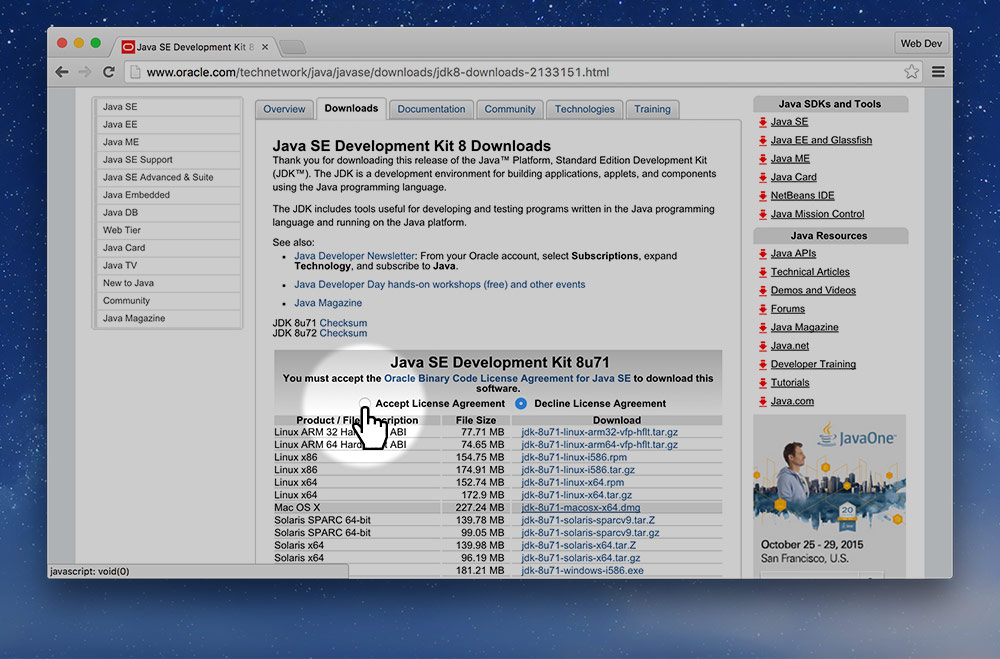 Java SE Development Kit 8
Web Dev
www.oracle.com/technetwork/java/javase/downloads/jdk8-downloads-2133151.html
Java SE
Java EE
Java ME
Java SE Support
Java SE Advanced & Suite
Java Embedded
Java DB
Web Tier
Java Card
Java TV
New to Java
Community
Java Magazine
Overview
Downloads
Documentation
Community
Technologies
Training
Java SE Development Kit 8 Downloads
Thank you for downloading this release of the Java™ Platform, Standard Edition Development Kit
(JDK™). The JDK is a development environment for building applications, applets, and components
using the Java programming language.
The JDK includes tools useful for developing and testing programs written in the Java programming
language and running on the Java platform.
See also:
Java Developer Newsletter: From your Oracle account, select Subscriptions, expand
Technology, and subscribe to Java.
Java Developer Day hands-on workshops (free) and other events
Java Magazine
JDK 8u71 Checksum
JDK 8u72 Checksum
Java SE Development Kit 8u71
You must accept the Oracle Binary Code License Agreement for Java SE to download this
software.
Accept License Agreement Decline License Agreement
Product / File Description File Size Download
Linux ARM 32 Hard ABI 77.71 MB jdk-8u71-linux-arm32-vfp-hflt.tar.gz
Linux ARM 64 Hard ABI 74.65 MB jdk-8u71-linux-arm64-vfp-hflt.tar.gz
Linux x86 154.75 MB jdk-8u71-linux-i586.rpm
Linux x86 174.91 MB jdk-8u71-linux-i586.tar.gz
Linux x64 152.74 MB jdk-8u71-linux-x64.rpm
Linux x64 172.9 MB jdk-8u71-linux-x64.tar.gz
Mac OS X 227.24 MB jdk-8u71-macosx-x64.dmg
Solaris SPARC 64-bit 139.78 MB jdk-8u71-solaris-sparcv9.tar.Z
Solaris SPARC 64-bit 99.05 MB jdk-8u71-solaris-sparcv9.tar.gz
Solaris x64 139.98 MB jdk-8u71-solaris-x64.tar.Z
Solaris x64 96.19 MB jdk-8u71-solaris-x64.tar.gz
181.21 MB jdk-8u71-windows-i586.exe
Java SDKs and Tools
Java SE
Java EE and Glassfish
Java ME
Java Card
NetBeans IDE
Java Mission Control
Java Resources
Java APIs
Technical Articles
Demos and Videos
Forums
Java Magazine
Java.net
Developer Training
Tutorials
Java.com
JavaOne™
20
October 25 - 29, 2015
San Francisco, U.S.
javascript: void(0)